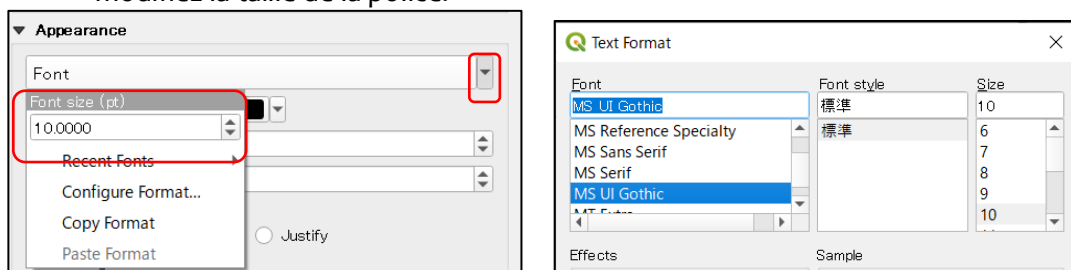 Modifiez la taille de la police.
Appearance
Font
Font size (pt)
10.0000
Recent Fonts
Configure Format...
Copy Format
Paste Format
Justify
Text Format
Font
Font style
Size
MS UI Gothic
標準
10
MS Reference Specialty
MS Sans Serif
MS Serif
MS UI Gothic
MT Extra
標準
6
7
8
9
10
Effects
Sample